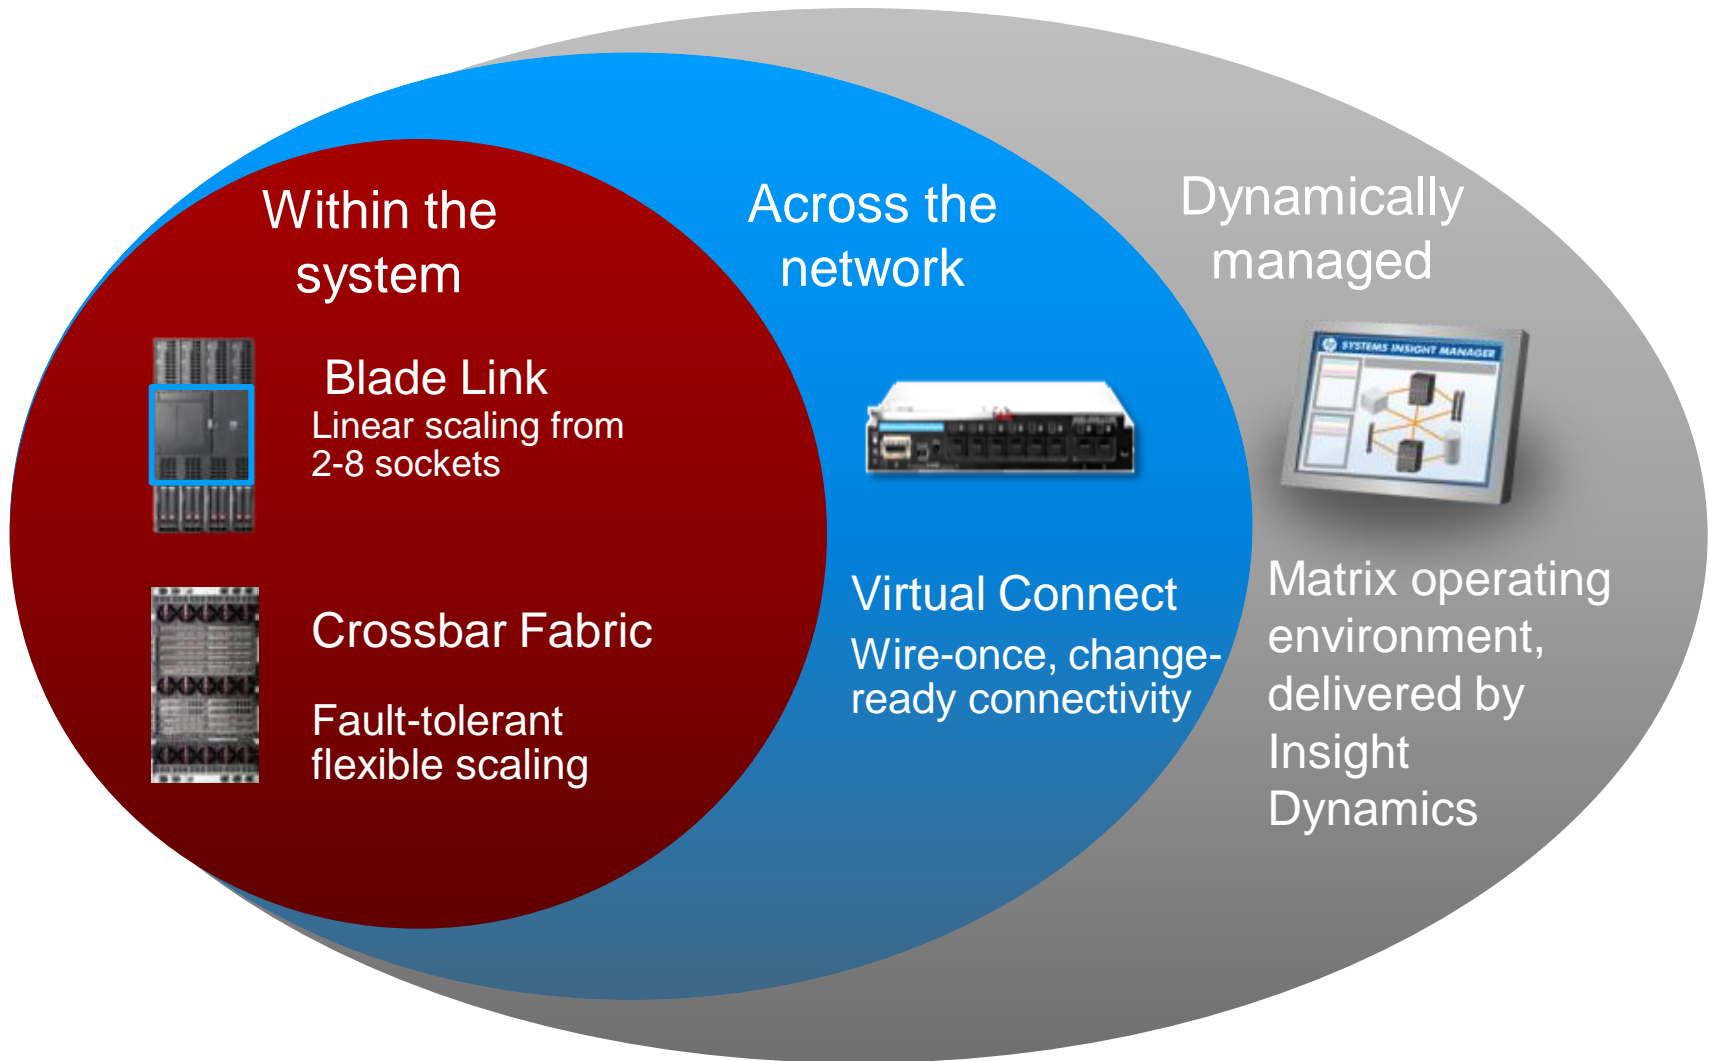 Within the
system
Blade Link
Linear scaling from
2-8 sockets
Crossbar Fabric
Fault-tolerant
flexible scaling
Across the
network
Virtual Connect
Wire-once, change-
ready connectivity
Dynamically
managed
hp SYSTEMS INSIGHT MANAGER
Matrix operating
environment,
delivered by
Insight
Dynamics